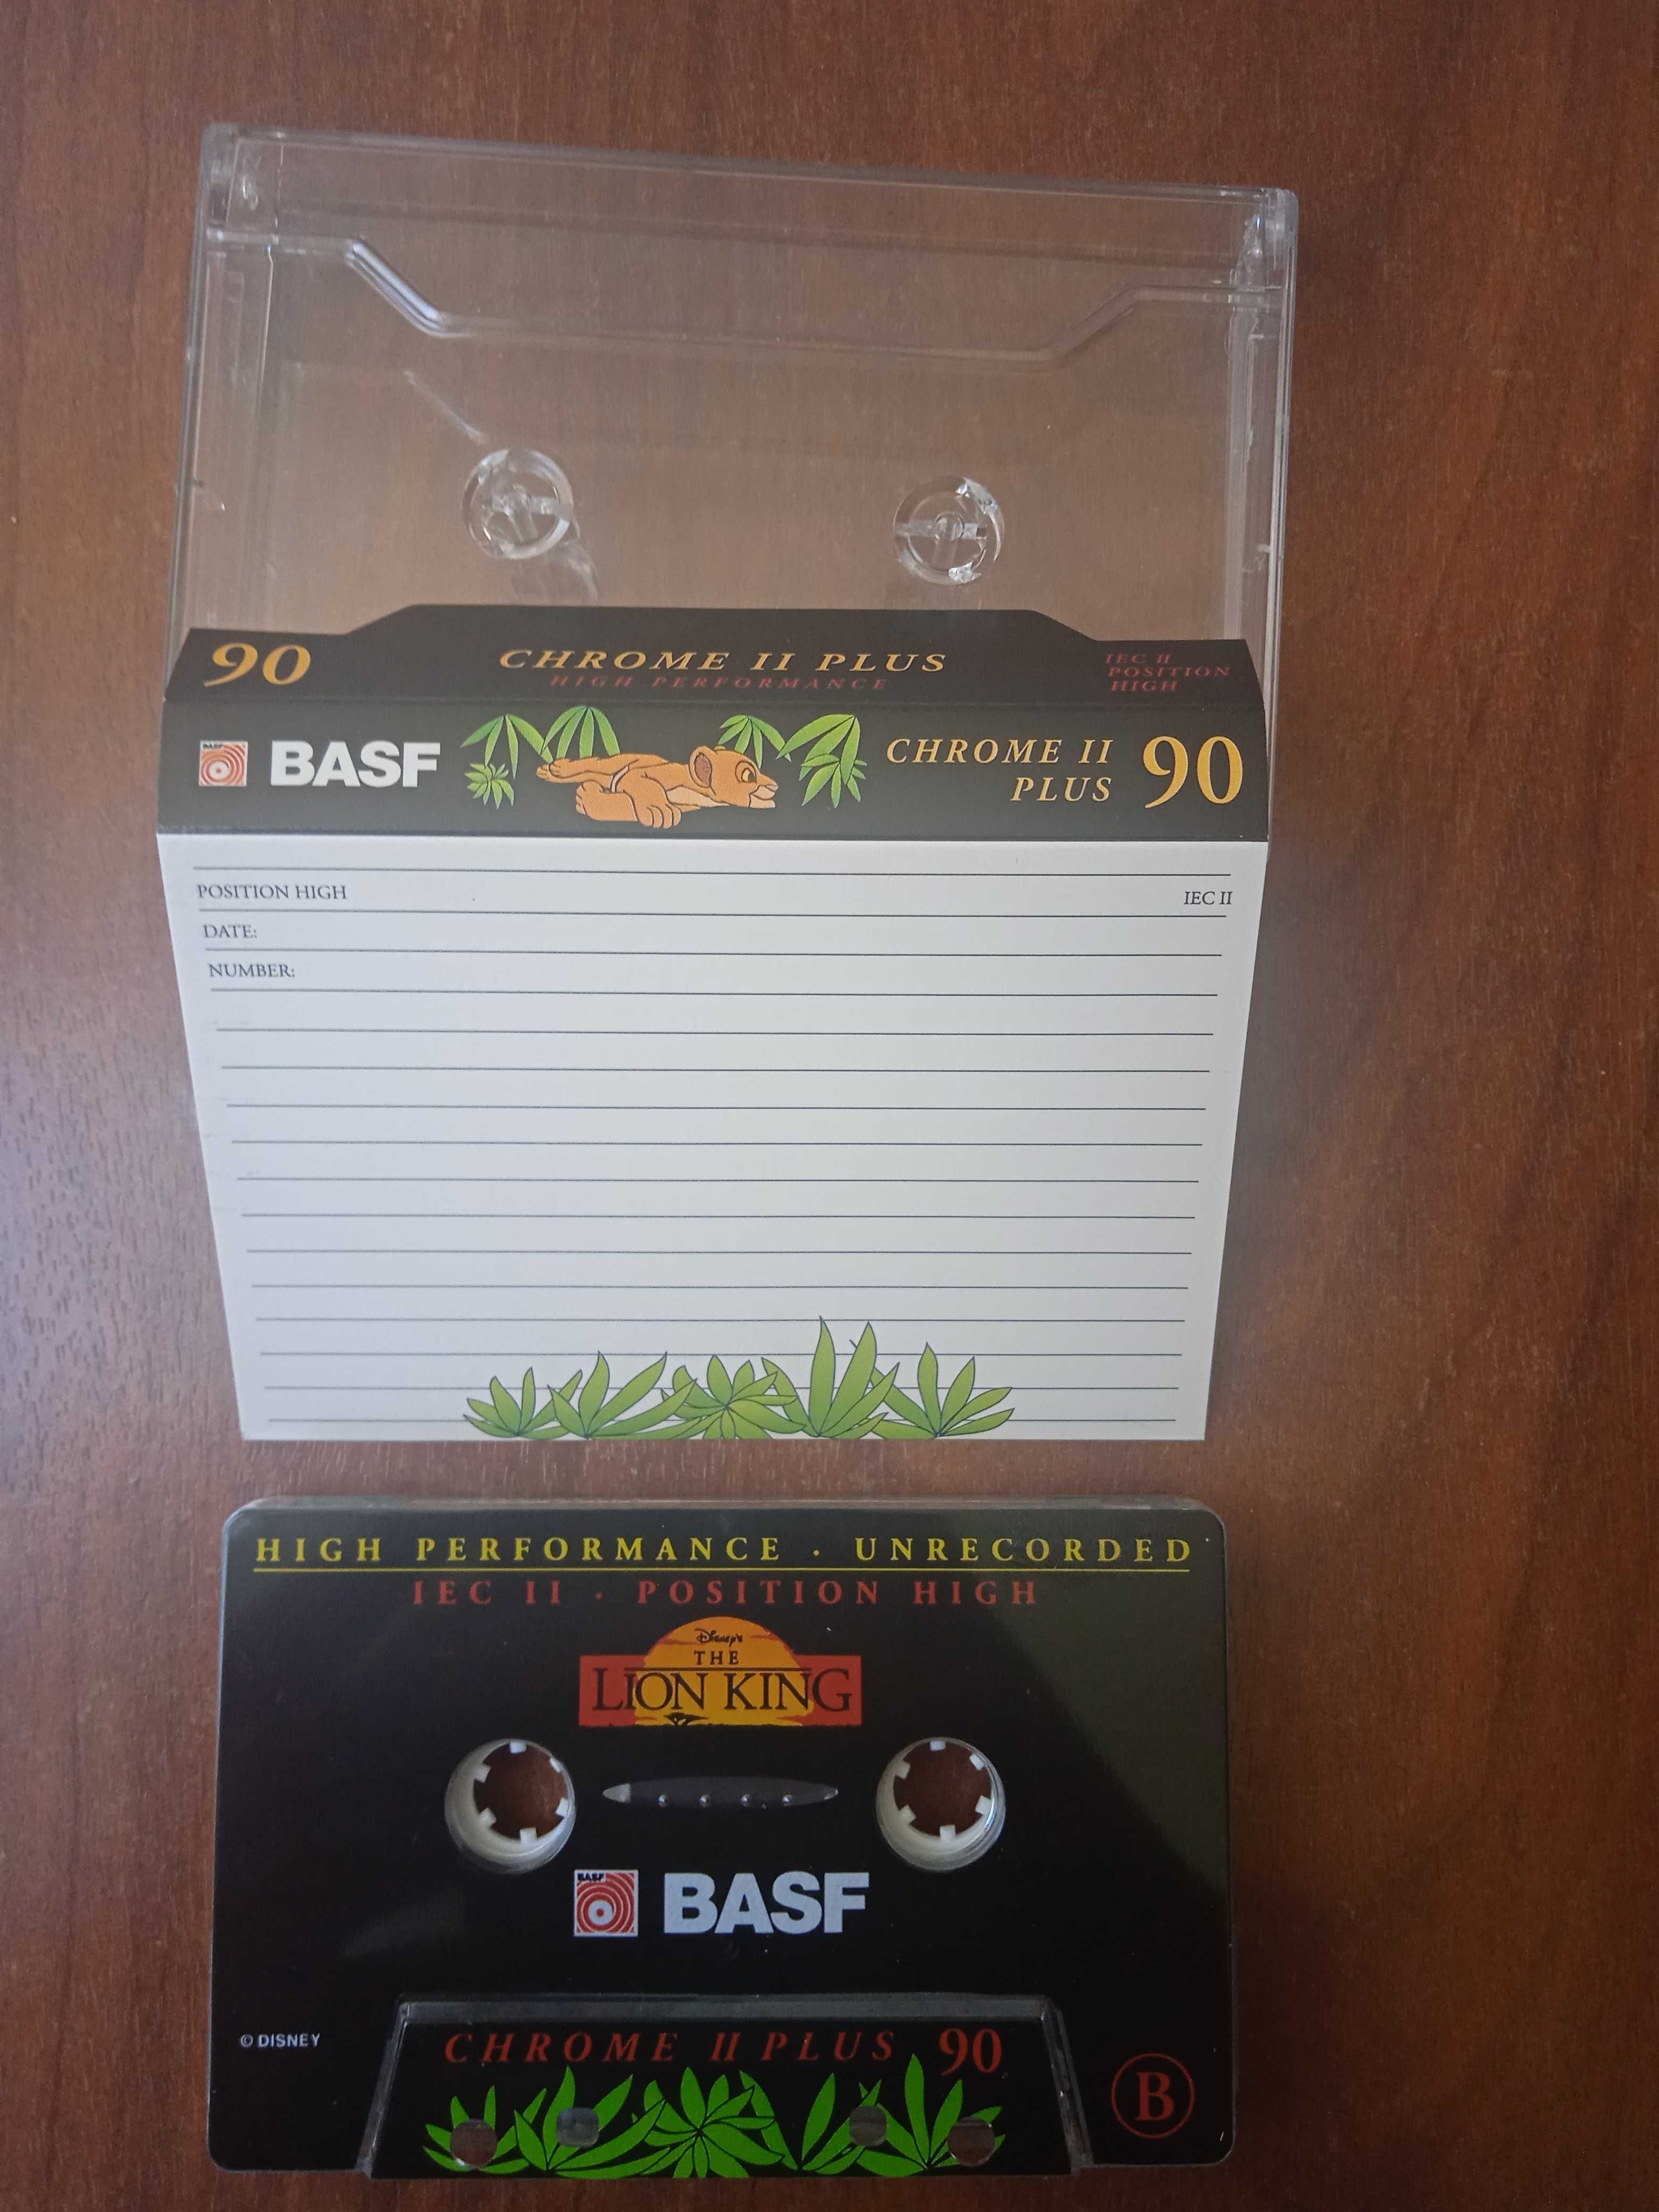 90 CHROME II PLUS
HIGH PERFORMANCE
IEC II
POSITION
HIGH
BASF
BASF
CHROME II
PLUS
90
POSITION HIGH IEC II
DATE:
NUMBER:
HIGH PERFORMANCE · UNRECORDED
IEC II · POSITION HIGH
Disney's
THE
LION KING
BASF
BASF
© DISNEY
CHROME II PLUS 90
B